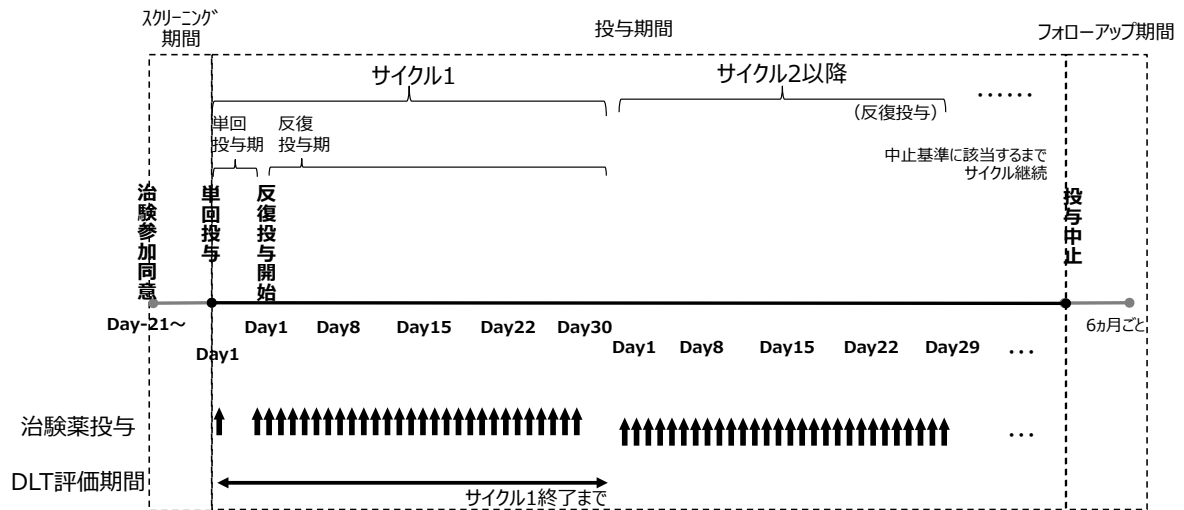 ｽｸﾘｰﾆﾝｸﾞ
期間
投与期間
フォローアップ期間
サイクル1
サイクル2以降
……
(反復投与)
単回
投与期
反復
投与期
中止基準に該当するまで
サイクル継続
治験参加同意
単回投与
反復投与開始
投与中止
Day-21～
Day1
Day8
Day15
Day22
Day30
6ヵ月ごと
Day1
Day1
Day8
Day15
Day22
Day29
…
治験薬投与
…
DLT評価期間
サイクル1終了まで